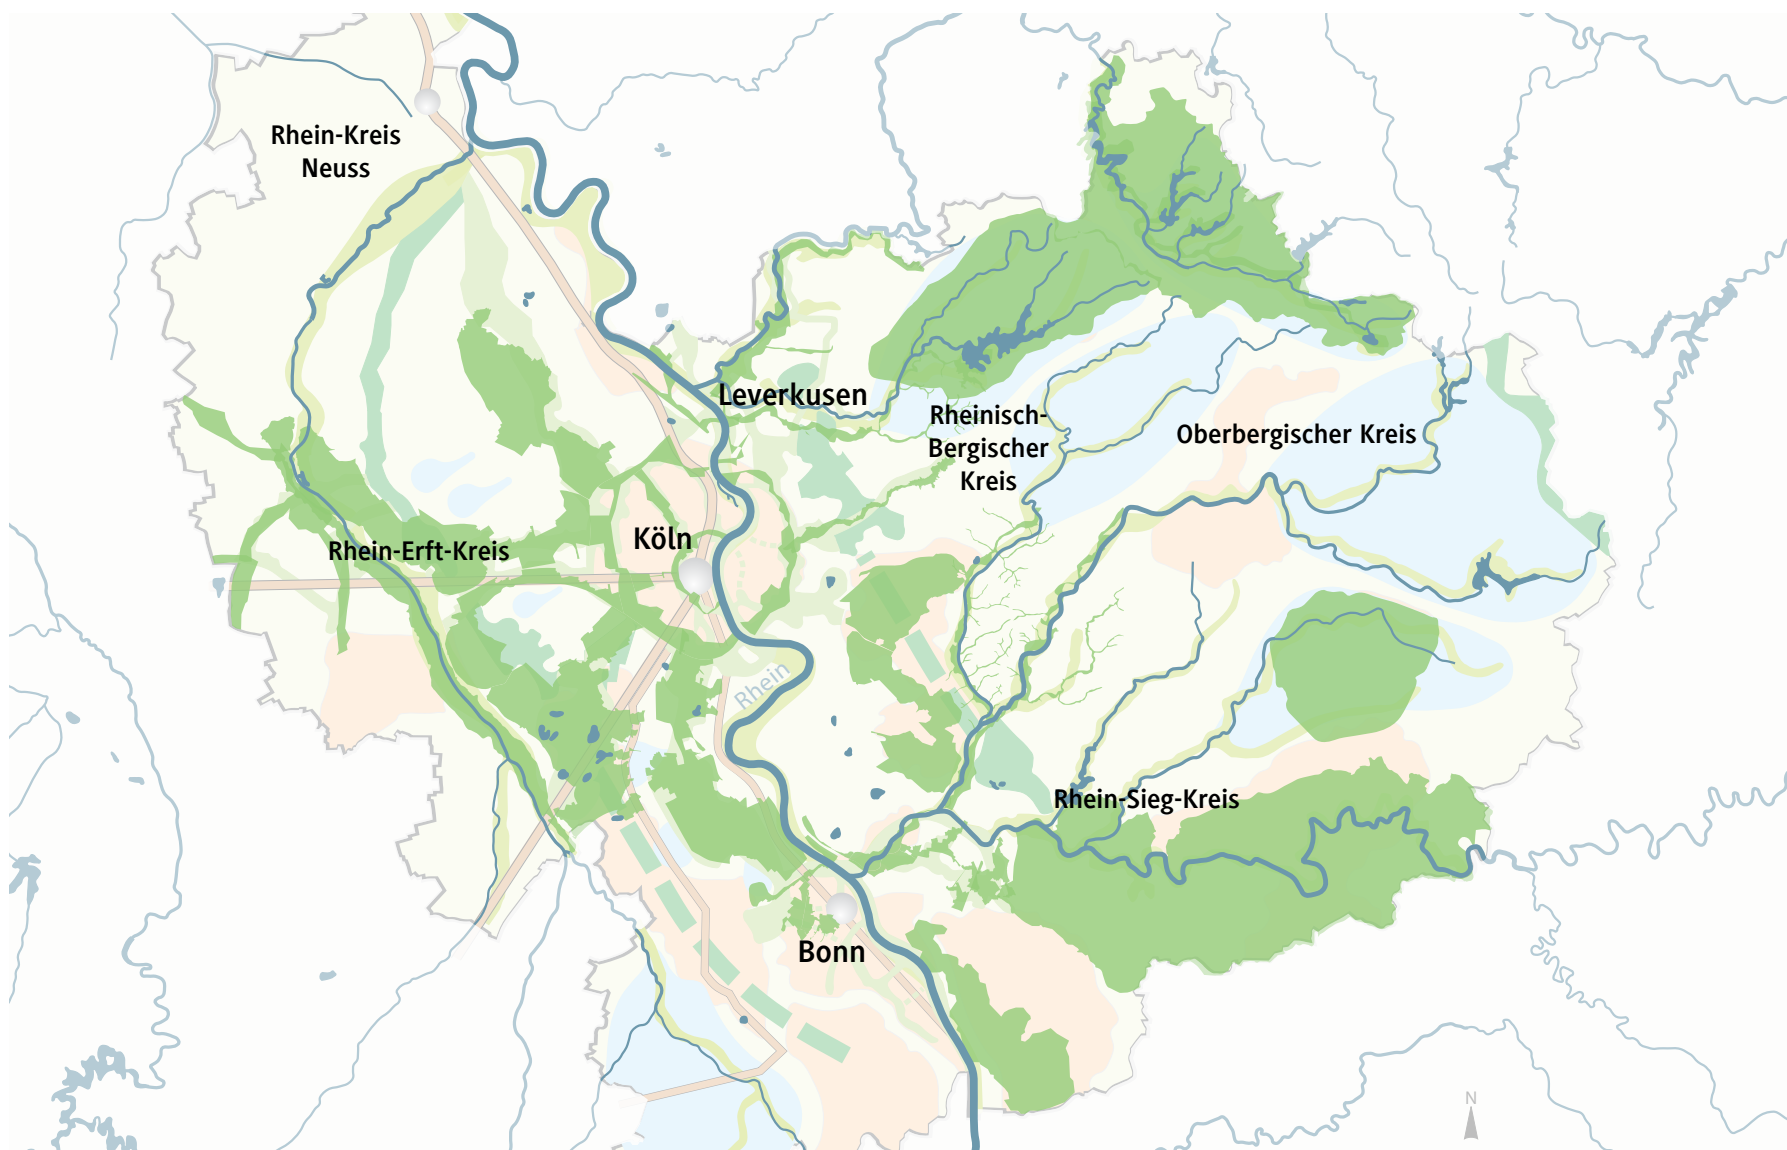 Rhein-Kreis
Neuss
Leverkusen
Rheinisch-
Bergischer
Kreis
Oberbergischer Kreis
Köln
Rhein-Erft-Kreis
Rhein
Rhein-Sieg-Kreis
Bonn
N